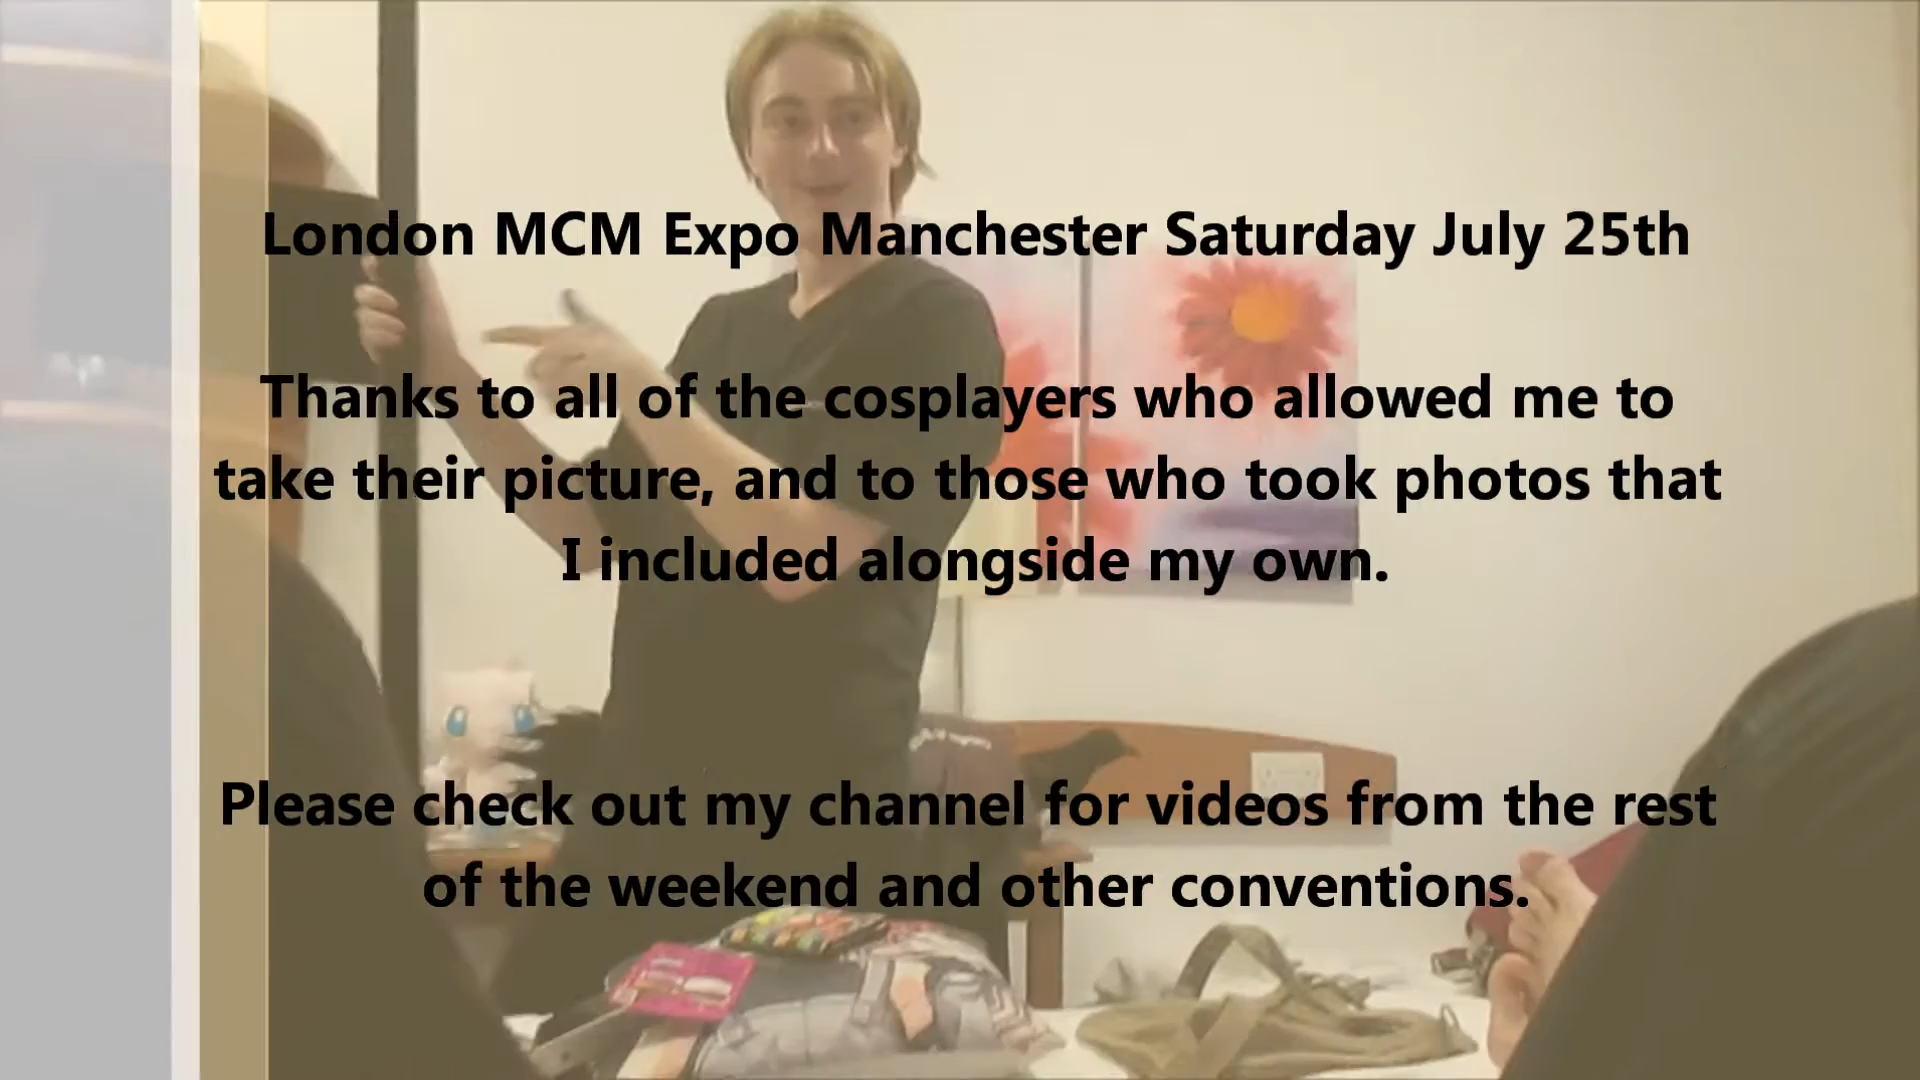 London MCM Expo Manchester Saturday July 25th
Thanks to all of the cosplayers who allowed me to
take their picture, and to those who took photos that
I included alongside my own.
Please check out my channel for videos from the rest
of the weekend and other conventions.